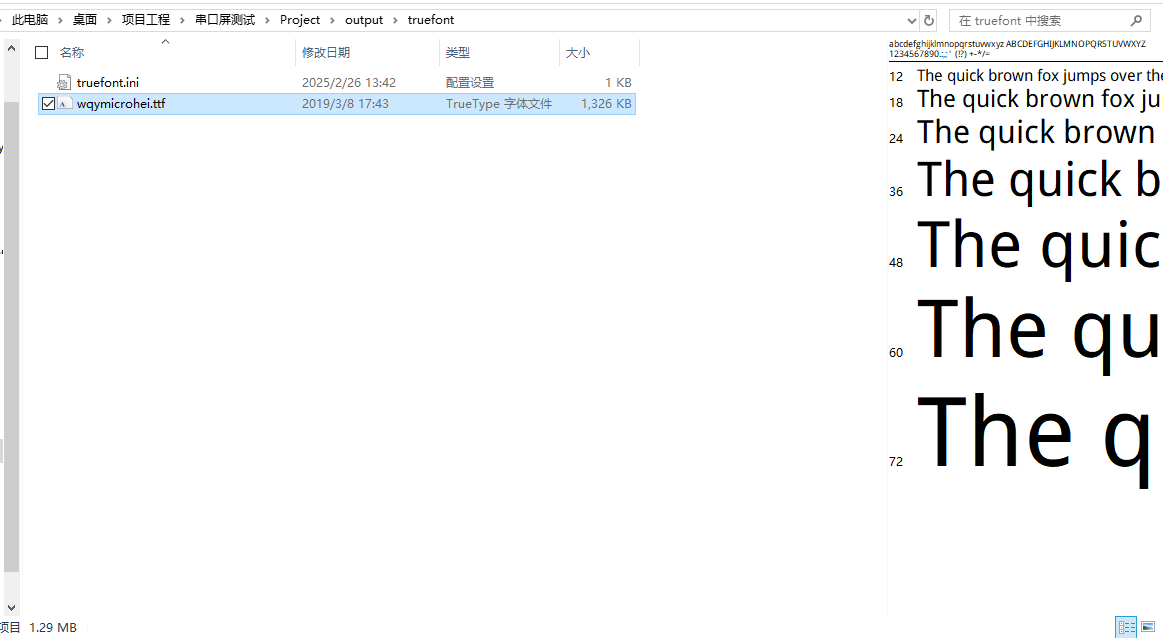 此电脑 > 桌面 > 项目工程 > 串口屏测试 > Project > output > truefont
在 truefont 中搜索
名称 修改日期 类型 大小
truefont.ini 2025/2/26 13:42 配置设置 1 KB
wqymicrohei.ttf 2019/3/8 17:43 TrueType 字体文件 1,326 KB
abcdefghijklmnopqrstuvwxyz ABCDEFGHIJKLMNOPQRSTUVWXYZ
1234567890.:,;' (!?) +-*/=
12 The quick brown fox jumps over the
18 The quick brown fox ju
24 The quick brown
36 The quick b
48 The quic
60 The qu
72 The q
项目 1.29 MB